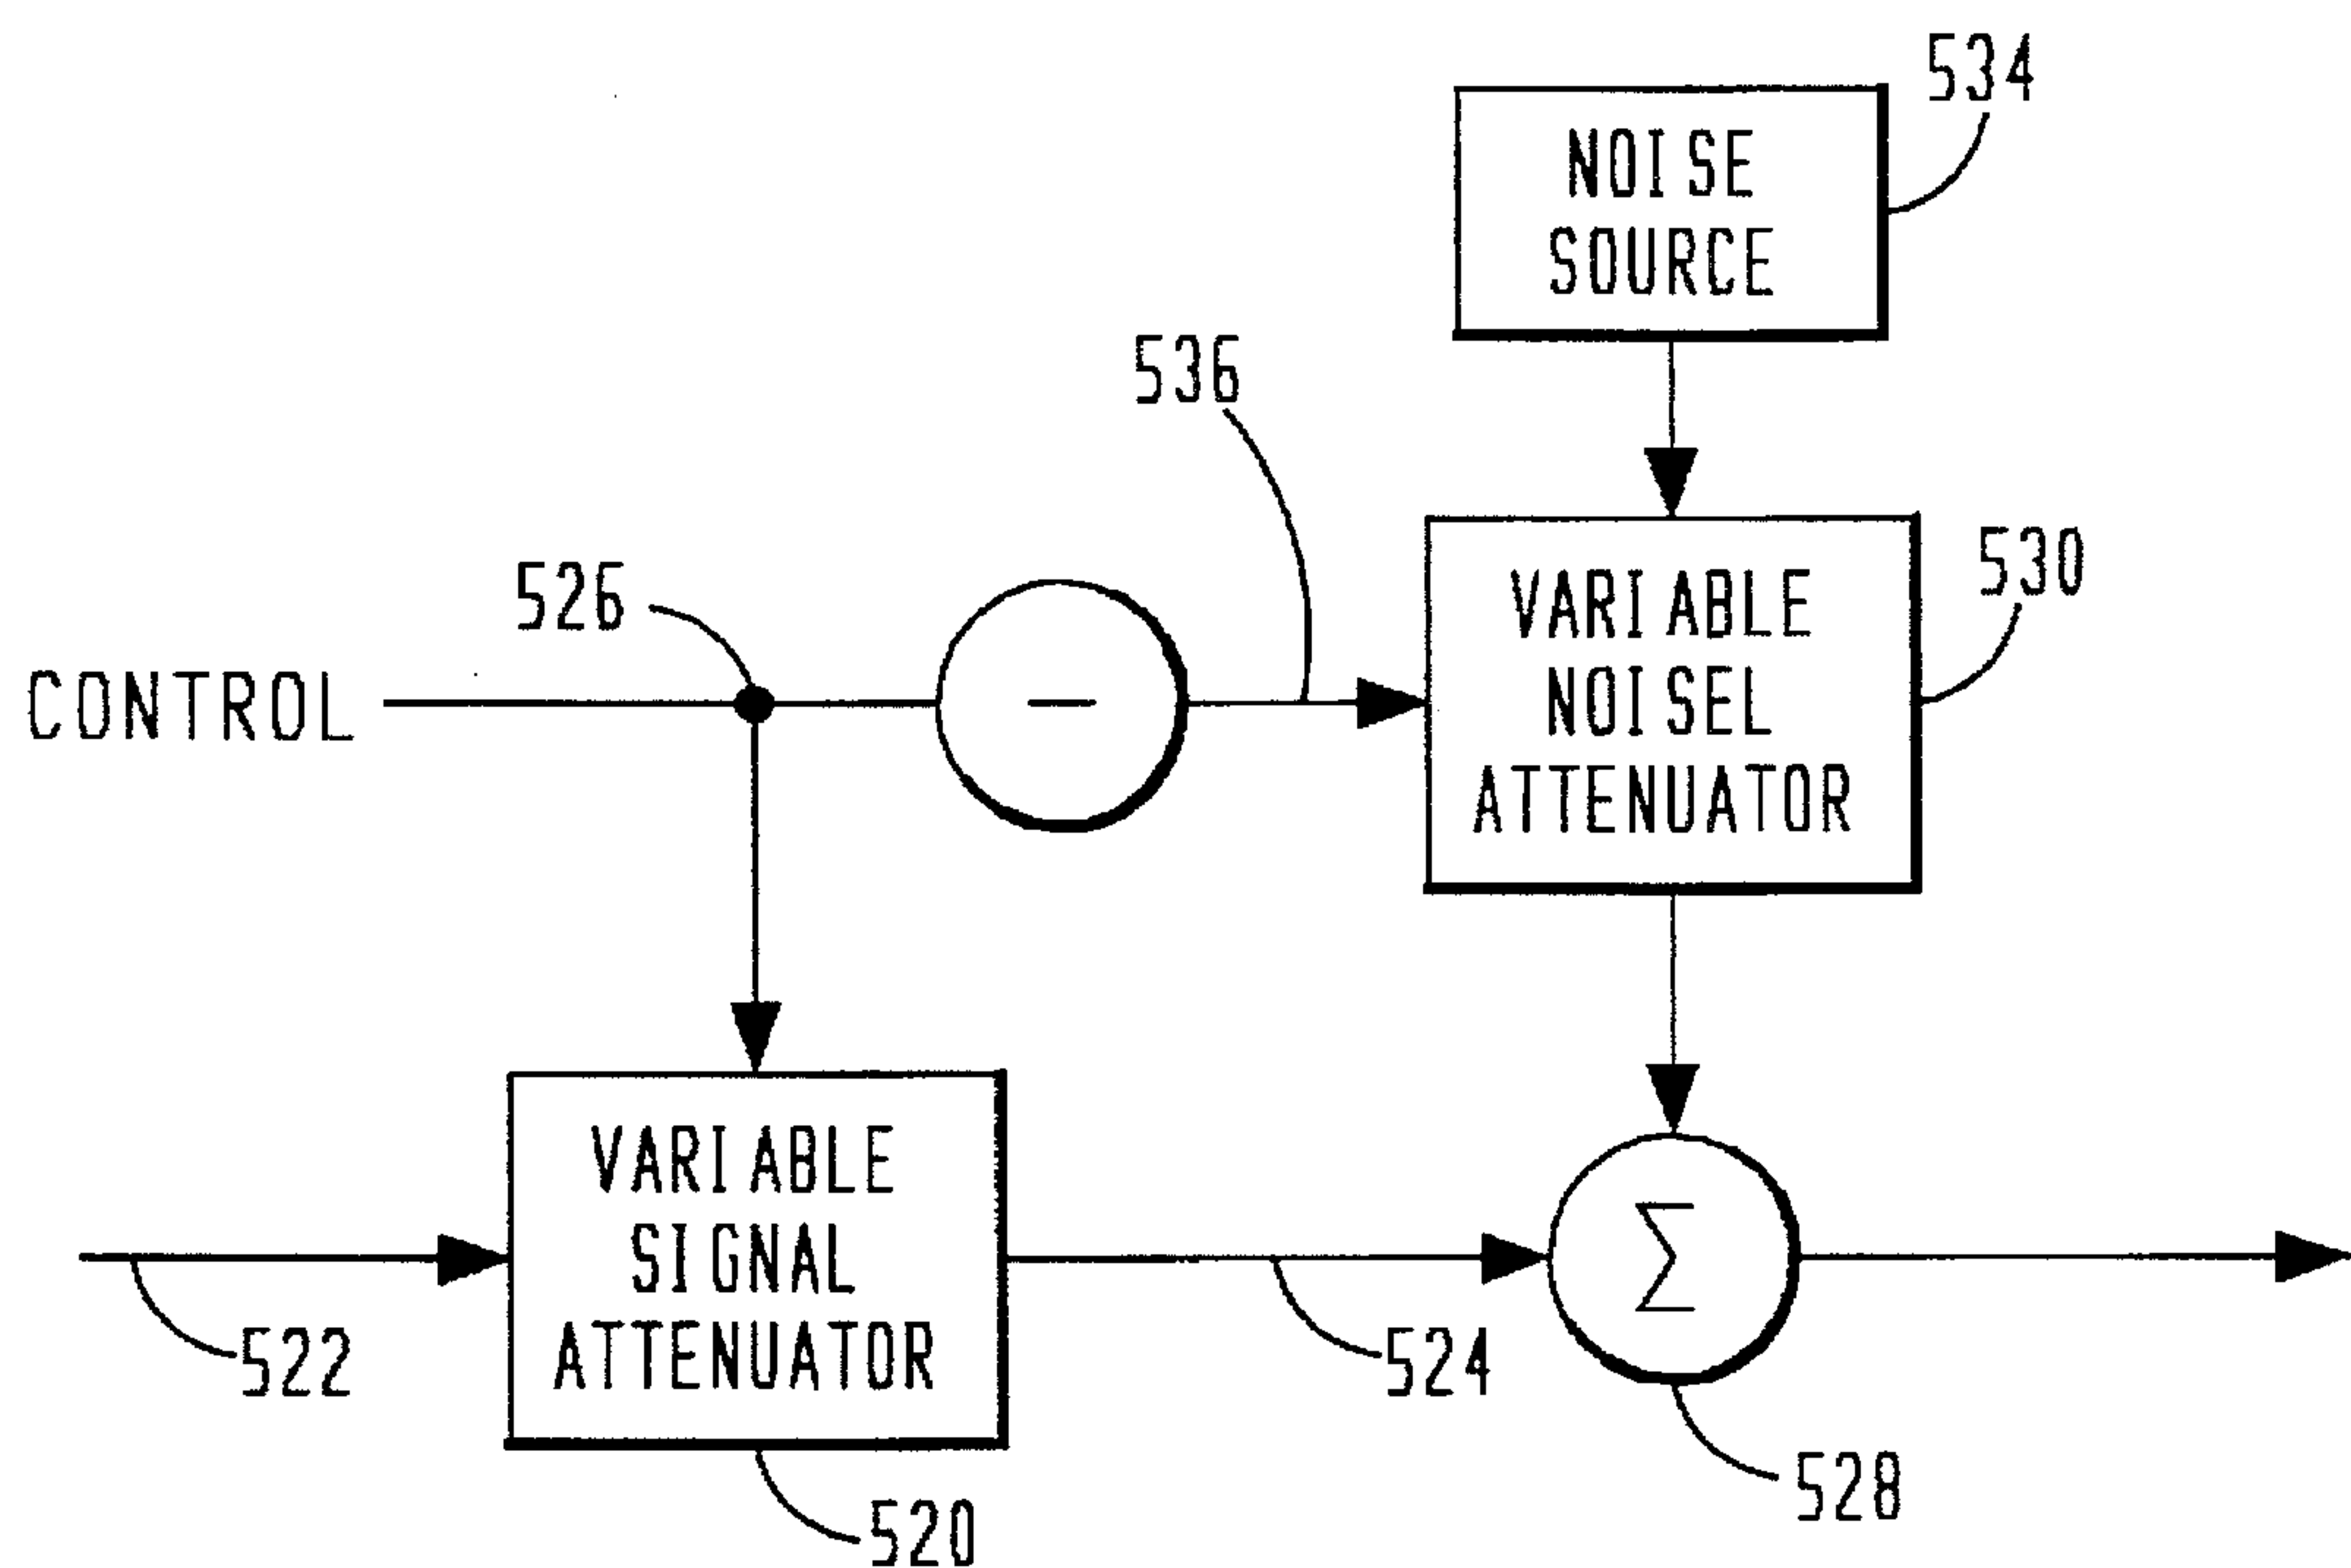 534
NOISE
SOURCE
536
530
526
VARIABLE
NOISEL
ATTENUATOR
CONTROL
−
VARIABLE
SIGNAL
ATTENUATOR
Σ
522
524
528
520